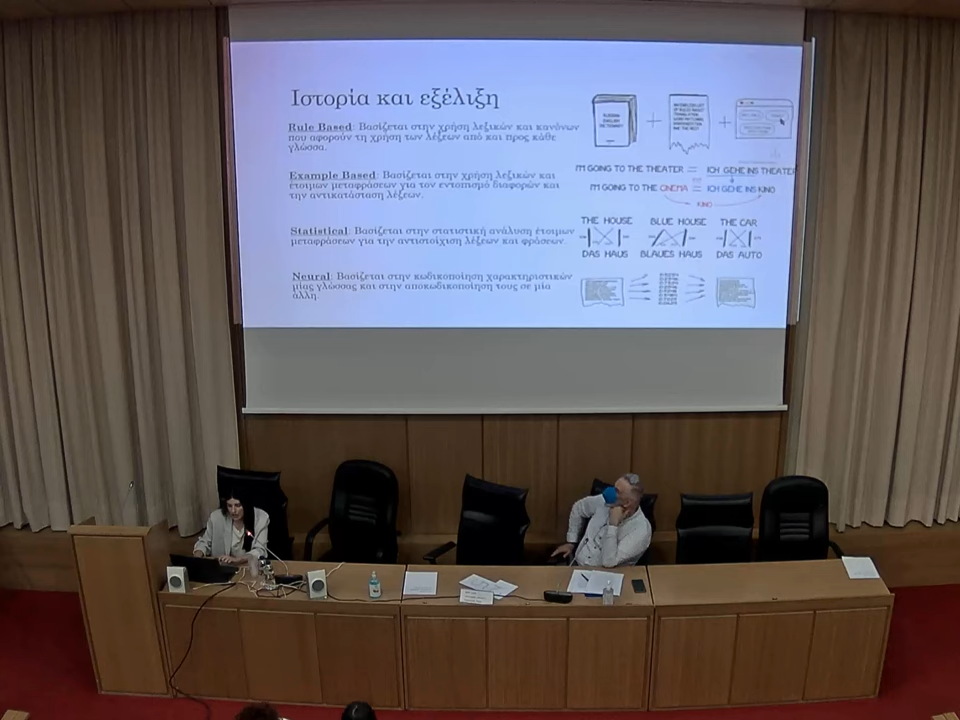 Ιστορία και εξέλιξη
Rule Based: Βασίζεται στην χρήση λεξικών και κανόνων
που αφορούν τη χρήση των λέξεων από και προς κάθε
γλώσσα.
Example Based: Βασίζεται στην χρήση λεξικών και
έτοιμων μεταφράσεων για τον εντοπισμό διαφορών και
την αντικατάσταση λέξεων.
Statistical: Βασίζεται στην στατιστική ανάλυση έτοιμων
μεταφράσεων για την αντιστοίχιση λέξεων και φράσεων.
Neural: Βασίζεται στην κωδικοποίηση χαρακτηριστικών
μίας γλώσσας και στην αποκωδικοποίηση τους σε μία
άλλη.
+ +
I'M GOING TO THE THEATER = ICH GEHE INS THEATER
I'M GOING TO THE CINEMA = ICH GEHE INS KINO
KINO
THE HOUSE BLUE HOUSE THE CAR
DAS HAUS BLAUES HAUS DAS AUTO